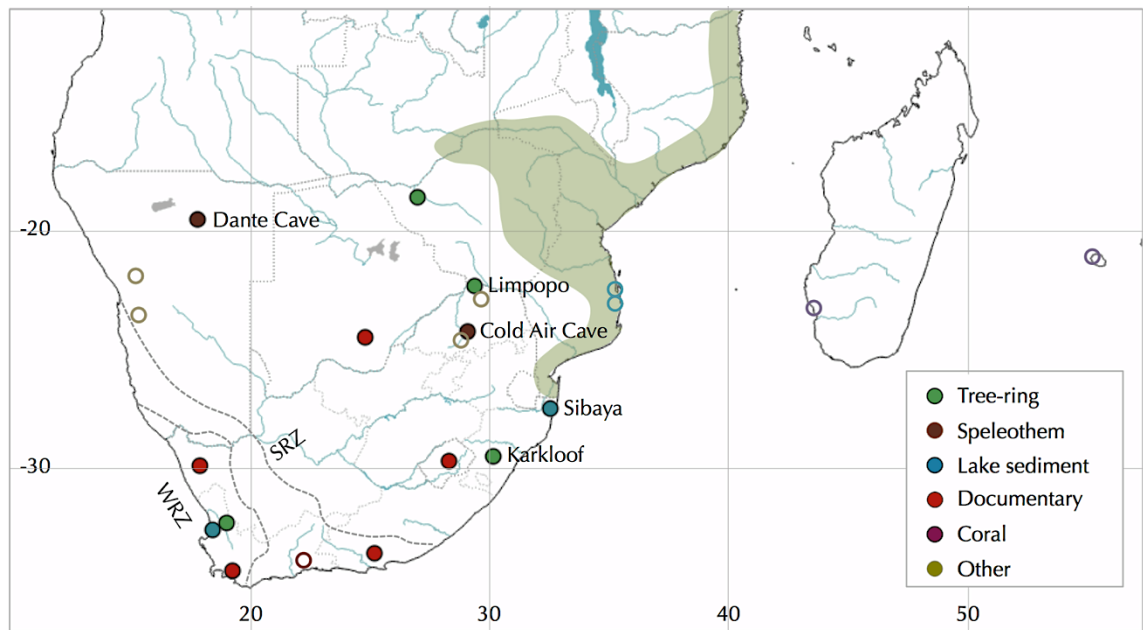 -20
Dante Cave
Limpopo
Cold Air Cave
Sibaya
SRZ
Karkloof
-30
WRZ
Tree-ring
Speleothem
Lake sediment
Documentary
Coral
Other
20
30
40
50